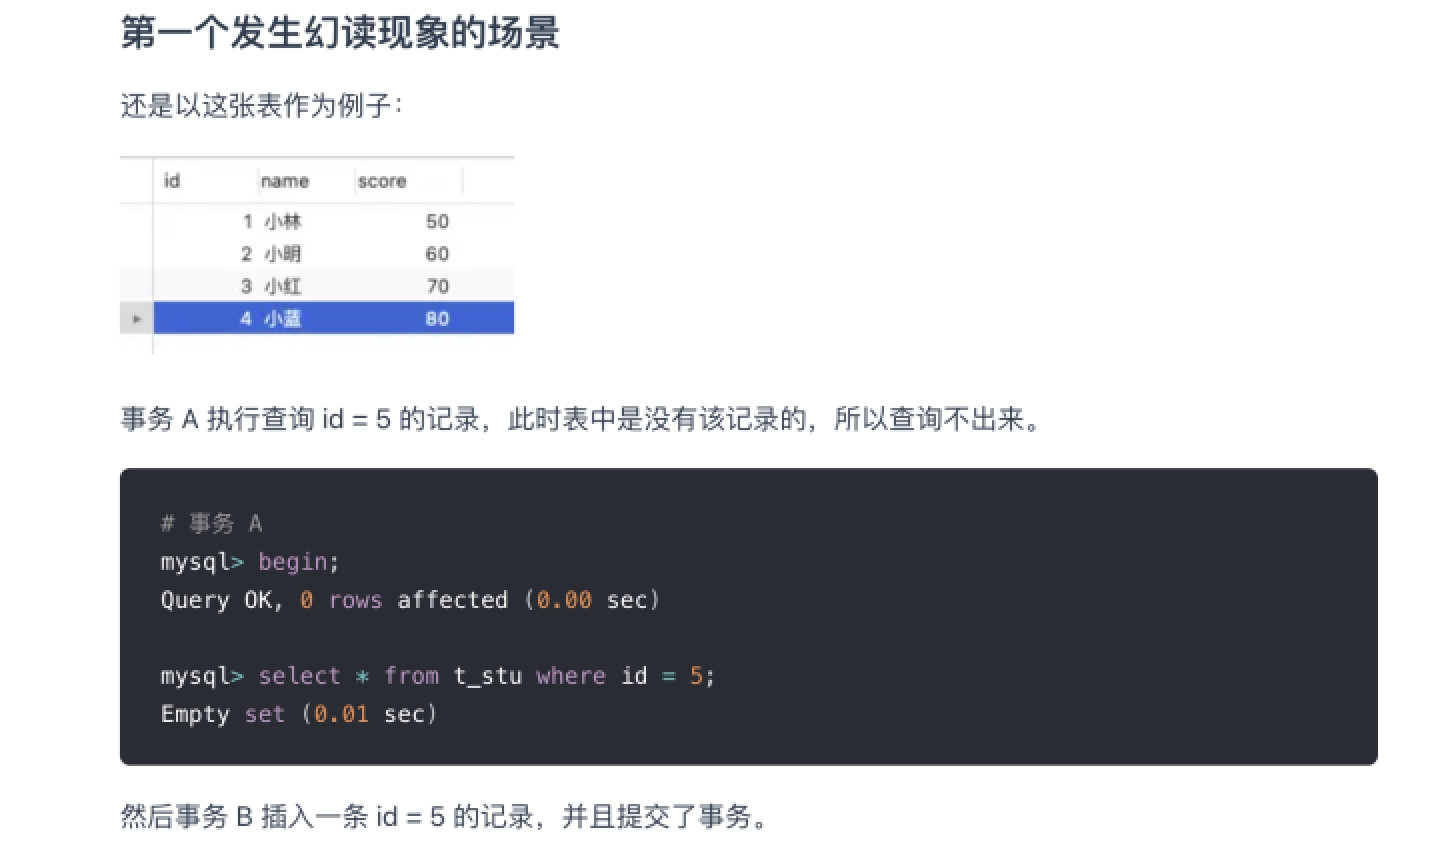 第一个发生幻读现象的场景
还是以这张表作为例子：
id name score
1 小林 50
2 小明 60
3 小红 70
4 小蓝 80
事务 A 执行查询 id = 5 的记录，此时表中是没有该记录的，所以查询不出来。
# 事务 A
mysql> begin;
Query OK, 0 rows affected (0.00 sec)
mysql> select * from t_stu where id = 5;
Empty set (0.01 sec)
然后事务 B 插入一条 id = 5 的记录，并且提交了事务。